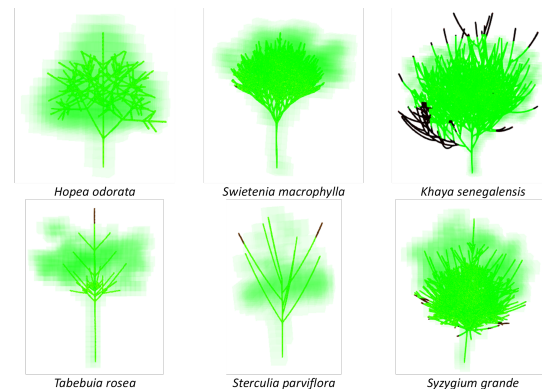 Hopea odorata
Swietenia macrophylla
Khaya senegalensis
Tabebuia rosea
Sterculia parviflora
Syzygium grande